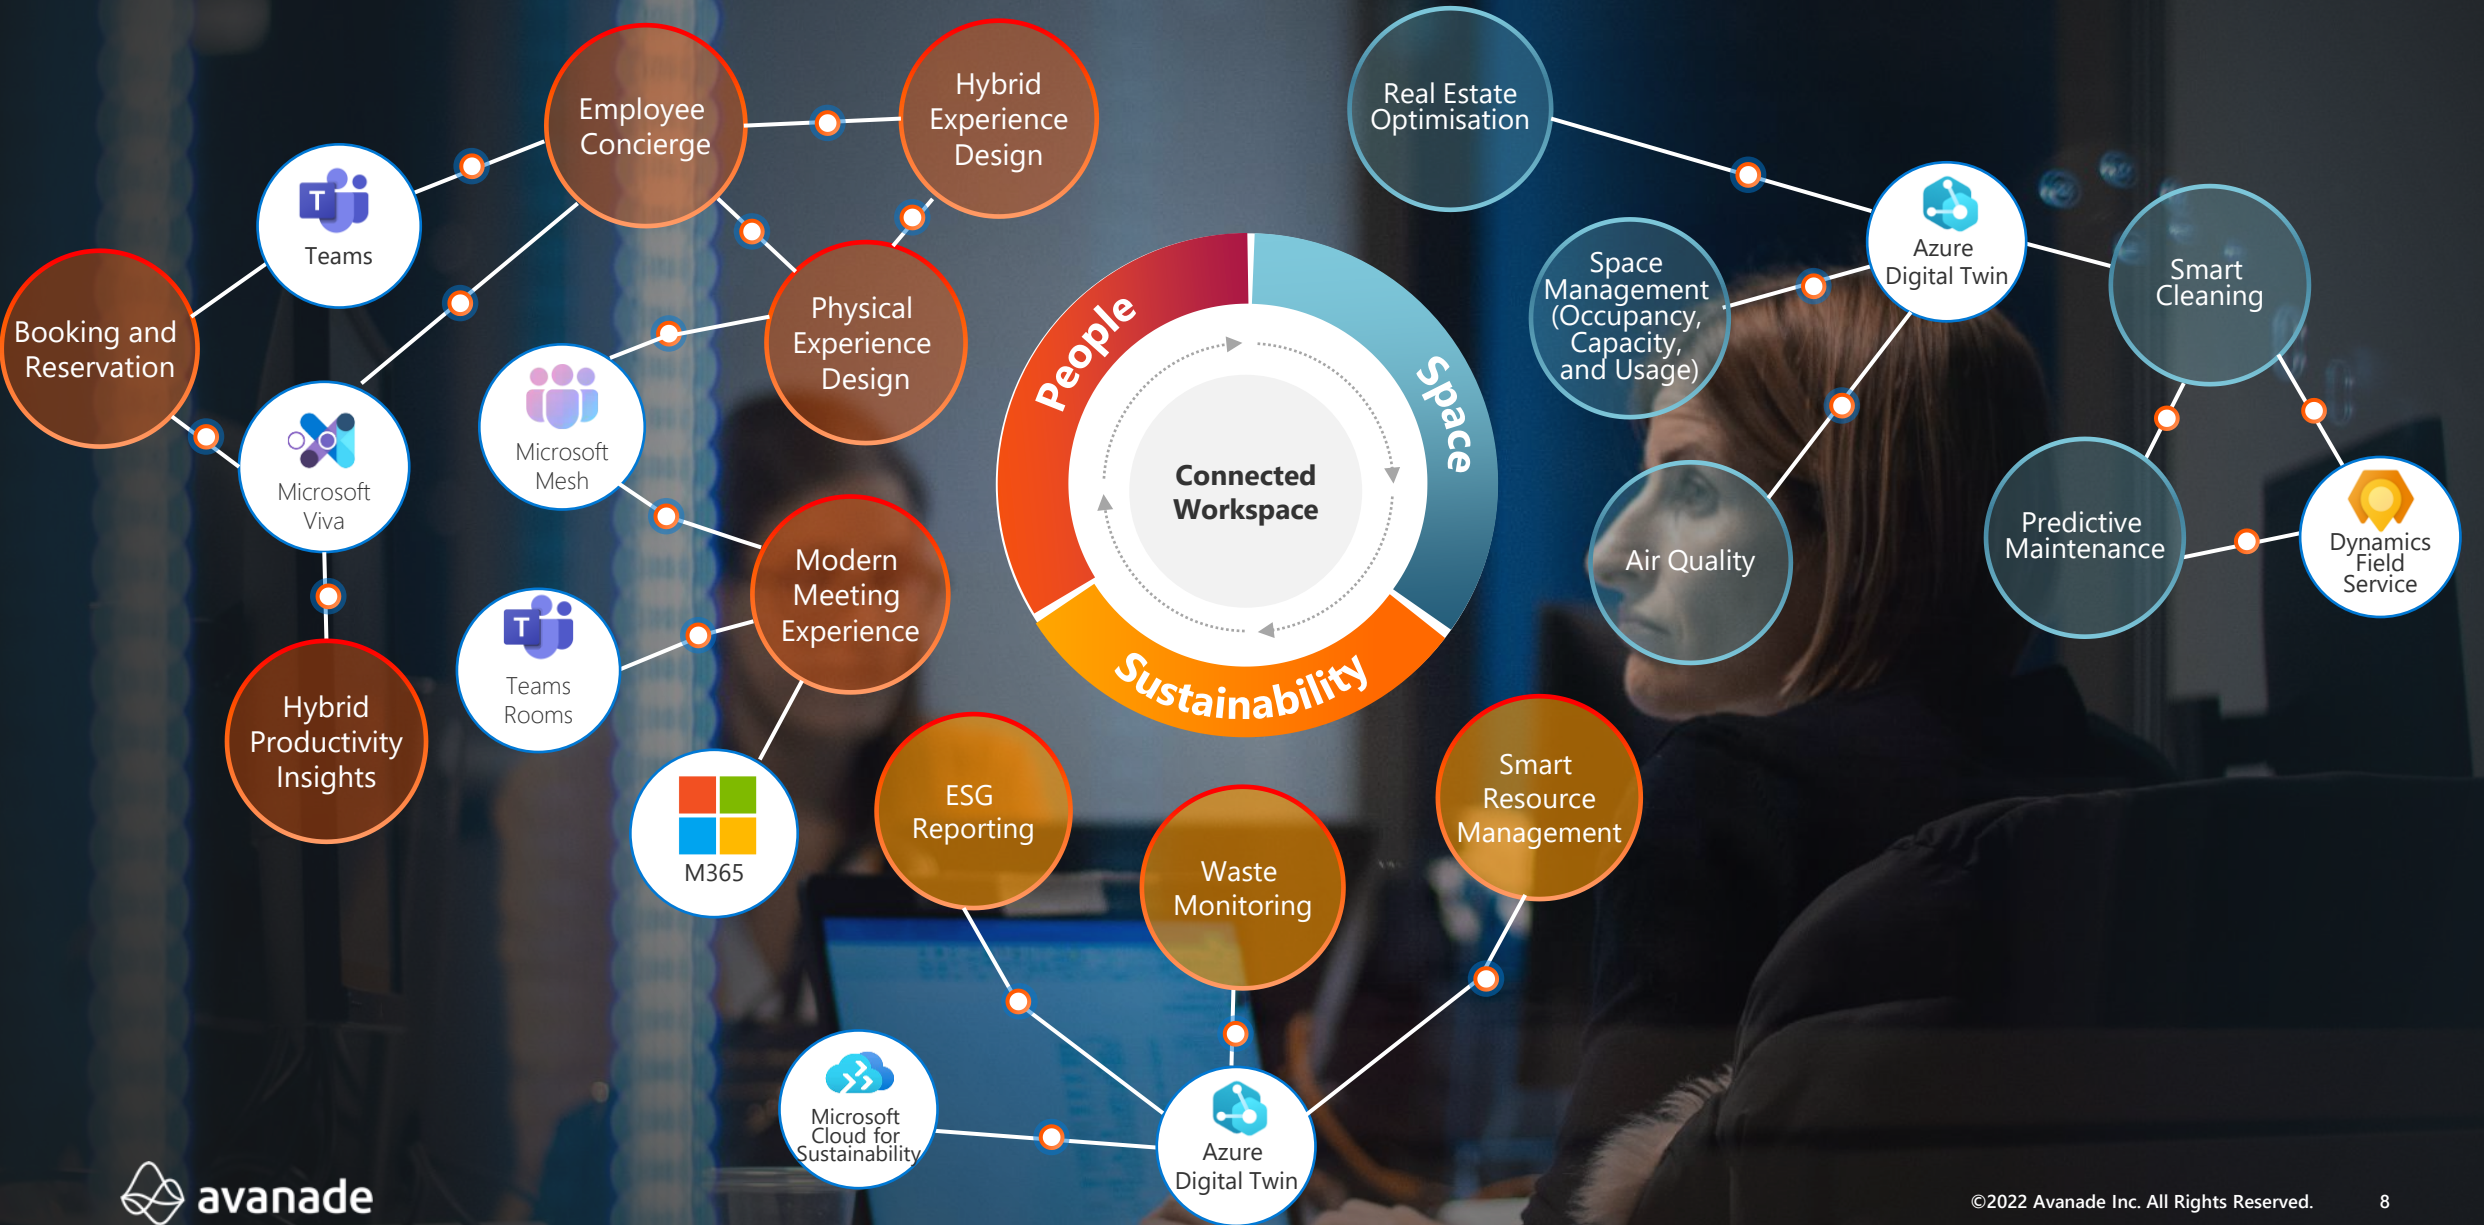 Employee
Concierge
Hybrid
Experience
Design
Teams
Booking and
Reservation
Physical
Experience
Design
Microsoft
Mesh
Microsoft
Viva
Modern
Meeting
Experience
Teams
Rooms
Hybrid
Productivity
Insights
M365
People
Space
Sustainability
Connected
Workspace
Real Estate
Optimisation
Azure
Digital Twin
Space
Management
(Occupancy,
Capacity,
and Usage)
Smart
Cleaning
Air Quality
Predictive
Maintenance
Dynamics
Field
Service
ESG
Reporting
Waste
Monitoring
Smart
Resource
Management
Microsoft
Cloud for
Sustainability
Azure
Digital Twin
avanade
©2022 Avanade Inc. All Rights Reserved.
8